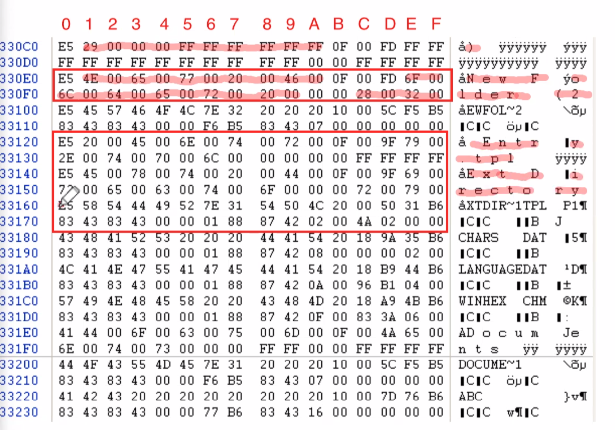 0 1 2 3 4 5 6 7 8 9 A B C D E F
330C0 E5 29 00 00 00 FF FF FF FF FF FF 0F 00 FD FF FF å) ÿÿÿÿÿÿ ýÿÿ
330D0 FF FF FF FF FF FF FF FF FF FF 00 00 FF FF FF FF ÿÿÿÿÿÿÿÿÿÿ ÿÿÿÿ
330E0 E5 4E 00 65 00 77 00 20 00 46 00 0F 00 FD 6F 00 åN e w F ýo
330F0 6C 00 64 00 65 00 72 00 20 00 00 00 28 00 32 00 l d e r ( 2
33100 E5 45 57 46 4F 4C 7E 32 20 20 20 10 00 5C F5 B5 åEWFOL~2 \õµ
33110 83 43 83 43 00 00 F6 B5 83 43 07 00 00 00 00 00 ▌C▌C öµ▌C
33120 E5 20 00 45 00 6E 00 74 00 72 00 0F 00 9F 79 00 å E n t r ▌y
33130 2E 00 74 00 70 00 6C 00 00 00 00 00 FF FF FF FF . t p l ÿÿÿÿ
33140 E5 45 00 78 00 74 00 20 00 44 00 0F 00 9F 69 00 åE x t D ▌i
33150 00 65 00 63 00 74 00 6F 00 00 00 72 00 79 00 r e c t o r y
33160 E5 58 54 44 49 52 7E 31 54 50 4C 20 00 50 31 B6 åXTDIR~1TPL P1¶
33170 83 43 83 43 00 00 01 88 87 42 02 00 4A 02 00 00 ▌C▌C ▌▌B J
33180 43 48 41 52 53 20 20 20 44 41 54 20 18 9A 35 B6 CHARS DAT ▌5¶
33190 83 43 83 43 00 00 01 88 87 42 08 00 00 00 02 00 ▌C▌C ▌▌B
331A0 4C 41 4E 47 55 41 47 45 44 41 54 20 18 B9 44 B6 LANGUAGEDAT ¹D¶
331B0 83 43 83 43 00 00 01 88 87 42 0A 00 96 B1 04 00 ▌C▌C ▌▌B ▌±
331C0 57 49 4E 48 45 58 20 20 43 48 4D 20 18 A9 4B B6 WINHEX CHM ©K¶
331D0 83 43 83 43 00 00 01 88 87 42 0F 00 83 3A 06 00 ▌C▌C ▌▌B ▌:
331E0 41 44 00 6F 00 63 00 75 00 6D 00 0F 00 4A 65 00 AD o c u m Je
331F0 6E 00 74 00 73 00 00 00 FF FF 00 00 FF FF FF FF n t s ÿÿ ÿÿÿÿ
33200 44 4F 43 55 4D 45 7E 31 20 20 20 10 00 5C F5 B5 DOCUME~1 \õµ
33210 83 43 83 43 00 00 F6 B5 83 43 07 00 00 00 00 00 ▌C▌C öµ▌C
33220 41 42 43 20 20 20 20 20 20 20 20 10 00 7D 76 B6 ABC }v¶
33230 83 43 83 43 00 00 77 B6 83 43 16 00 00 00 00 00 ▌C▌C w¶▌C